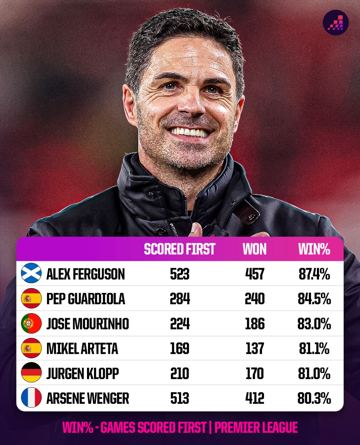 SCORED FIRST WON WIN%
ALEX FERGUSON 523 457 87.4%
PEP GUARDIOLA 284 240 84.5%
JOSE MOURINHO 224 186 83.0%
MIKEL ARTETA 169 137 81.1%
JURGEN KLOPP 210 170 81.0%
ARSENE WENGER 513 412 80.3%
WIN% - GAMES SCORED FIRST | PREMIER LEAGUE